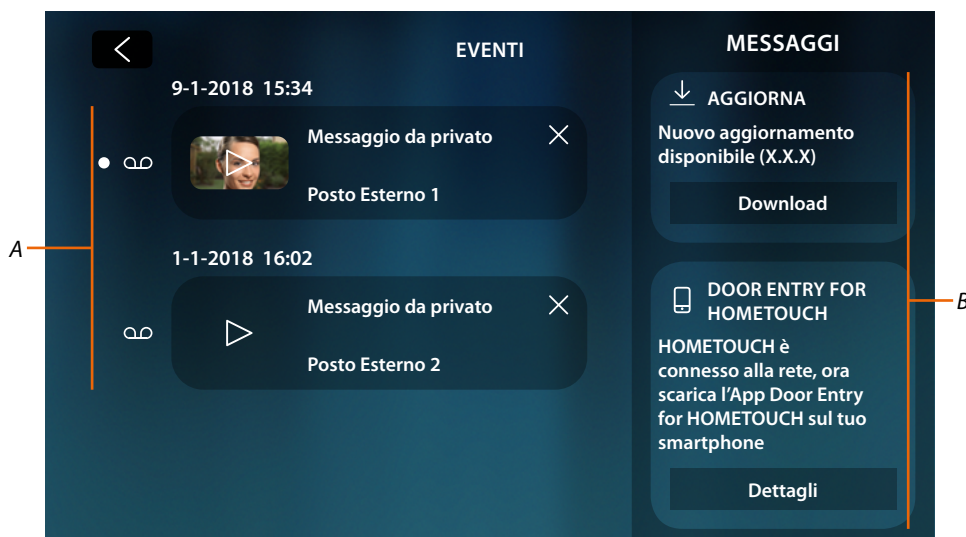 EVENTI
9-1-2018 15:34
Messaggio da privato
Posto Esterno 1
1-1-2018 16:02
Messaggio da privato
Posto Esterno 2
A
MESSAGGI
AGGIORNA
Nuovo aggiornamento
disponibile (X.X.X)
Download
DOOR ENTRY FOR
HOMETOUCH
HOMETOUCH è
connesso alla rete, ora
scarica l'App Door Entry
for HOMETOUCH sul tuo
smartphone
Dettagli
B